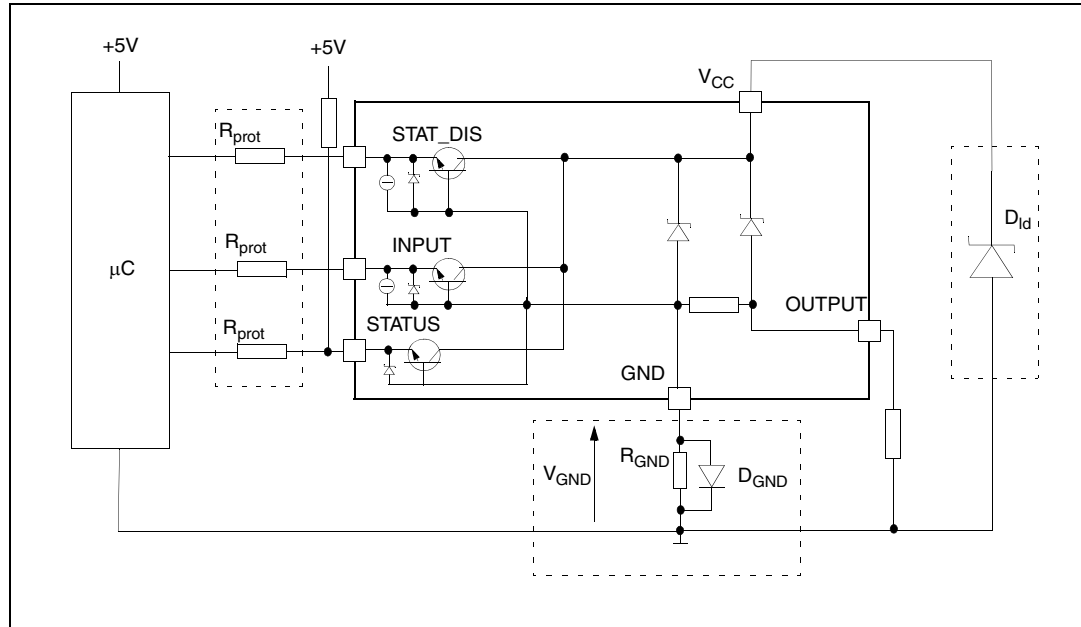 +5V
+5V
V_CC
R_prot
STAT_DIS
D_ld
R_prot
INPUT
μC
OUTPUT
R_prot
STATUS
GND
V_GND
R_GND
D_GND